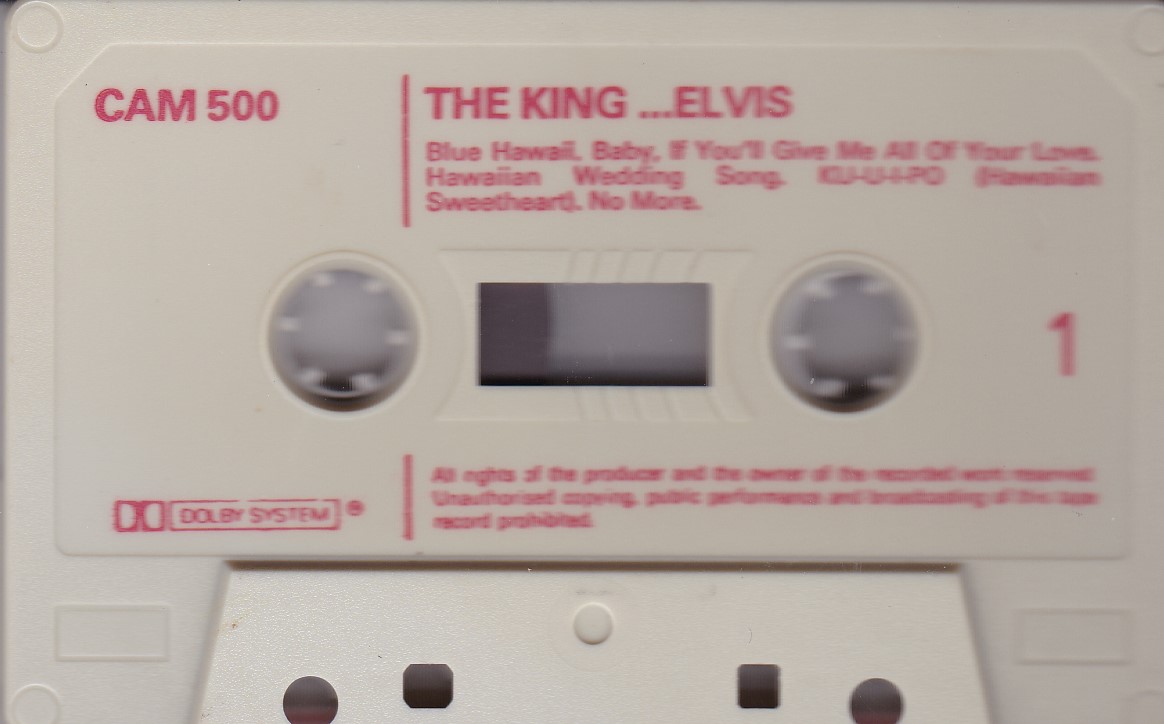 CAM 500
THE KING ...ELVIS
Blue Hawaii. Baby, If You'll Give Me All Of Your Love.
Hawaiian Wedding Song. KU-U-I-PO (Hawaiian
Sweetheart). No More.
1
All rights of the producer and the owner of the recorded work reserved.
Unauthorised copying, public performance and broadcasting of this tape
record prohibited.
DOLBY SYSTEM ®